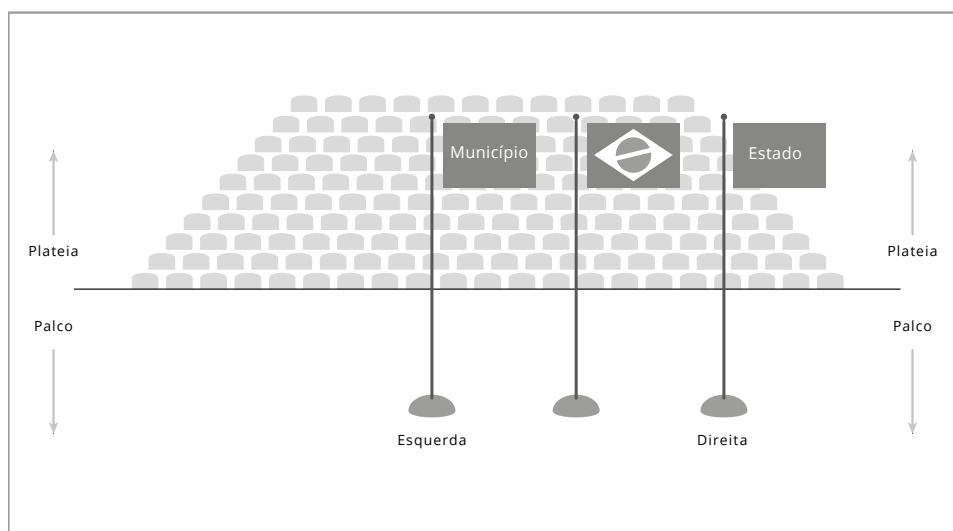 Município
Estado
Plateia
Plateia
Palco
Palco
Esquerda
Direita